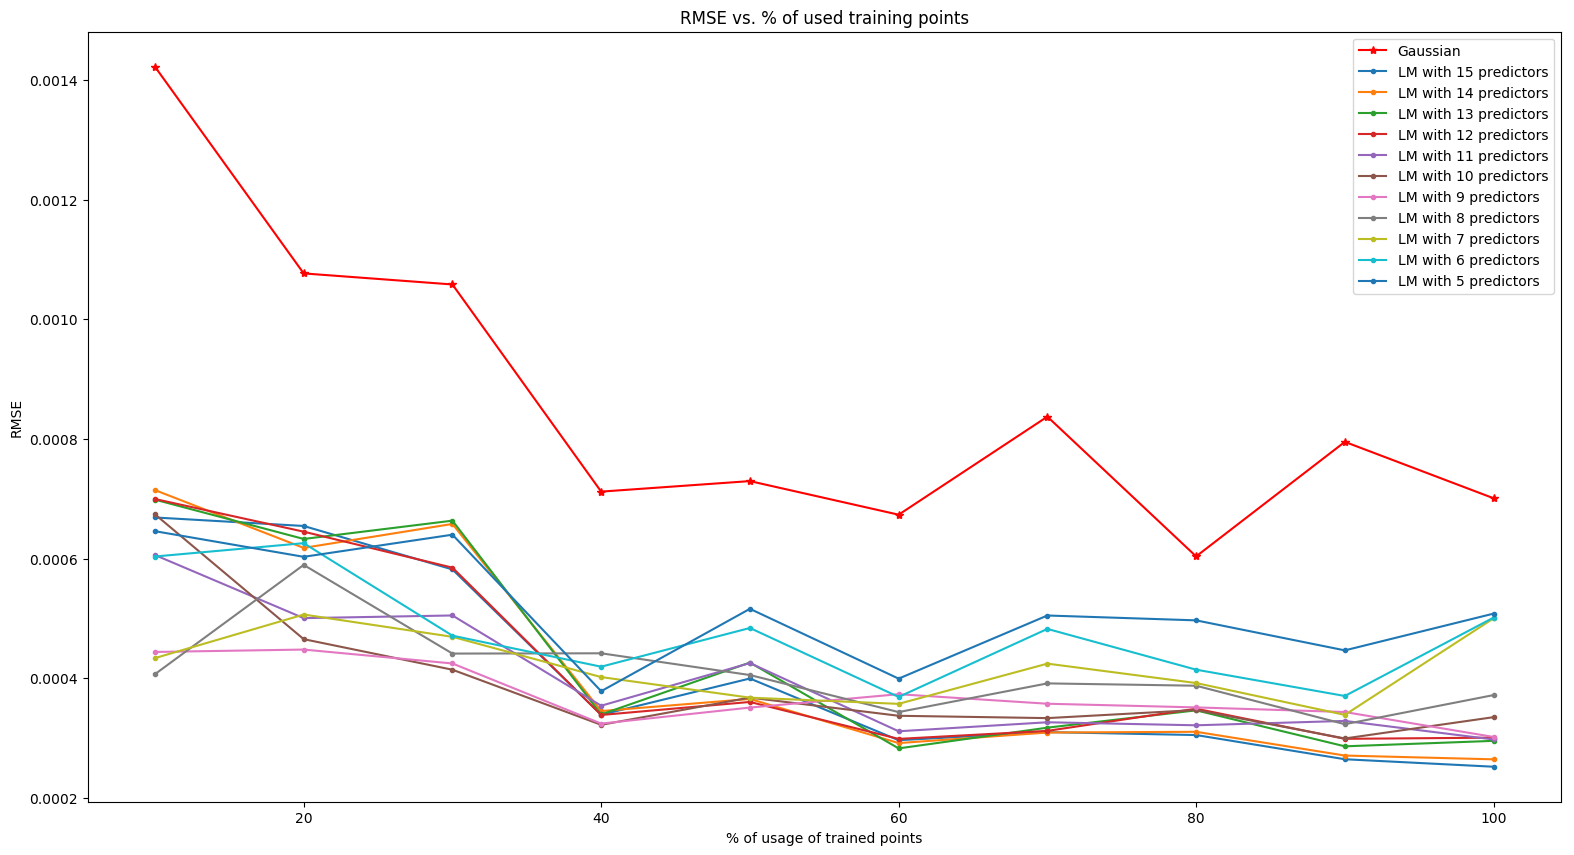 RMSE vs. % of used training points
Gaussian
LM with 15 predictors
LM with 14 predictors
LM with 13 predictors
LM with 12 predictors
LM with 11 predictors
LM with 10 predictors
LM with 9 predictors
LM with 8 predictors
LM with 7 predictors
LM with 6 predictors
LM with 5 predictors
0.0014
0.0012
0.0010
0.0008
0.0006
0.0004
0.0002
RMSE
20
40
60
80
100
% of usage of trained points